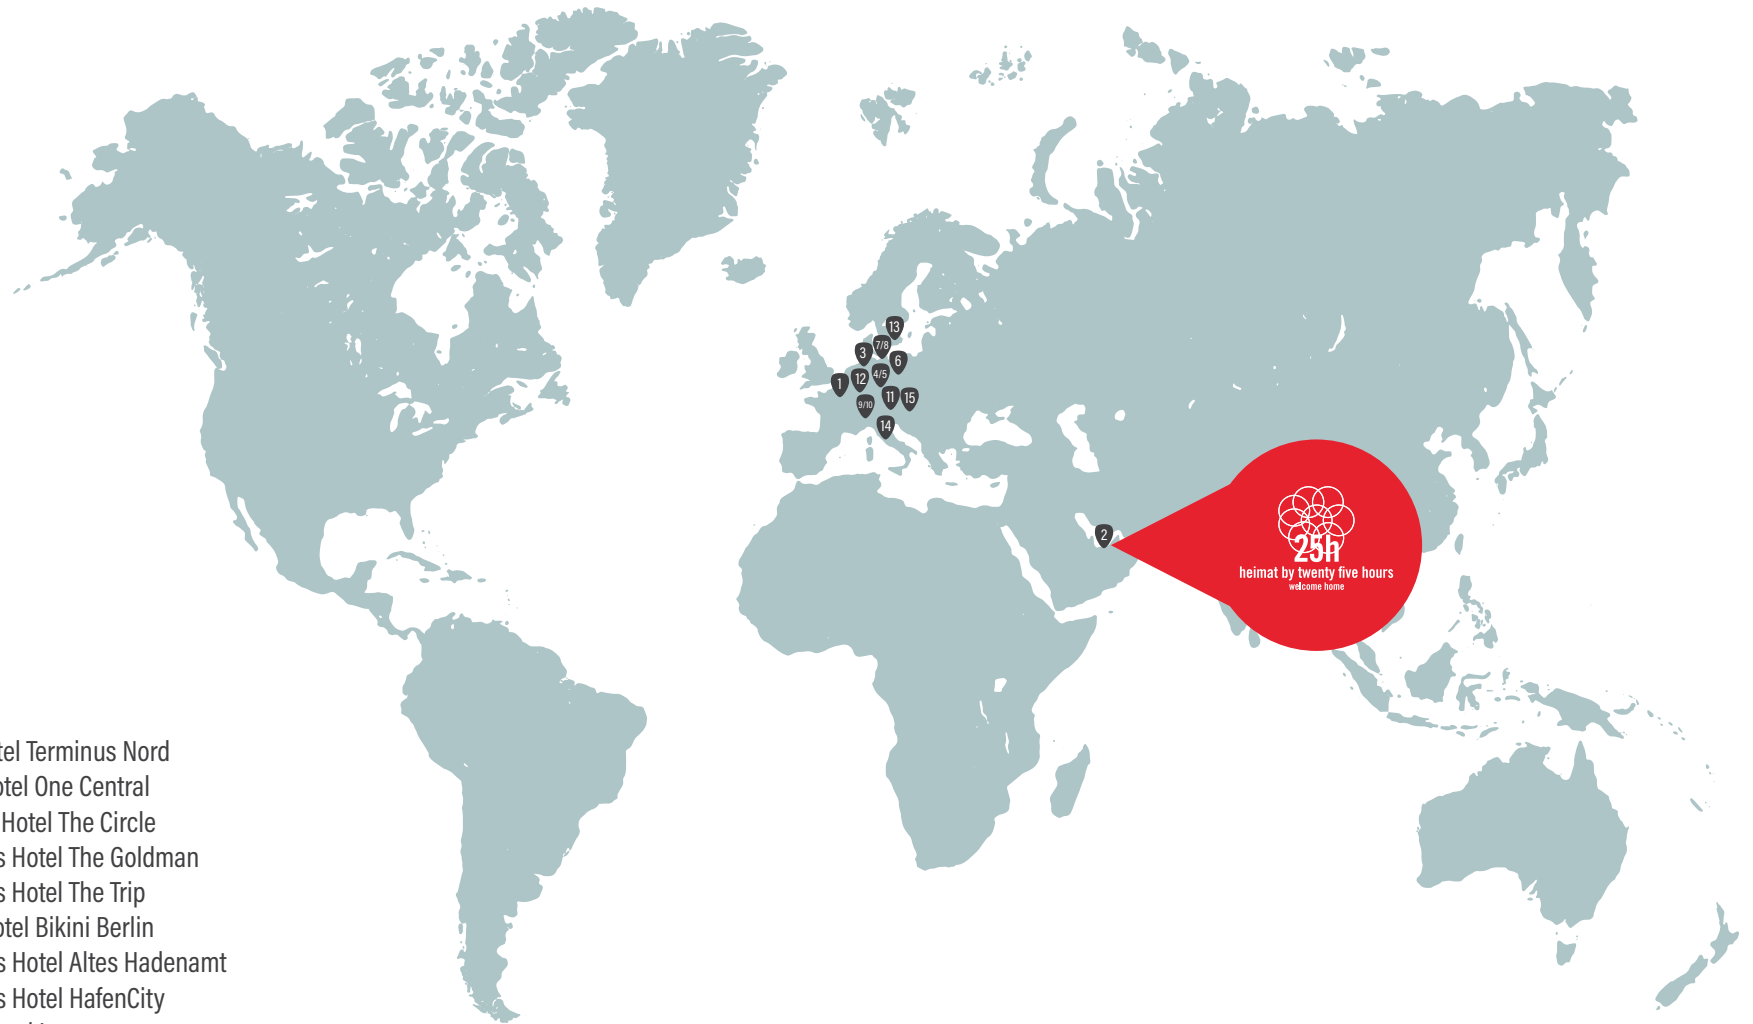 13
7/8
3
6
4/5
12
1
11
15
9/10
14
2
25h
heimat by twenty five hours
welcome home
tel Terminus Nord
otel One Central
Hotel The Circle
s Hotel The Goldman
s Hotel The Trip
otel Bikini Berlin
s Hotel Altes Hadenamt
s Hotel HafenCity